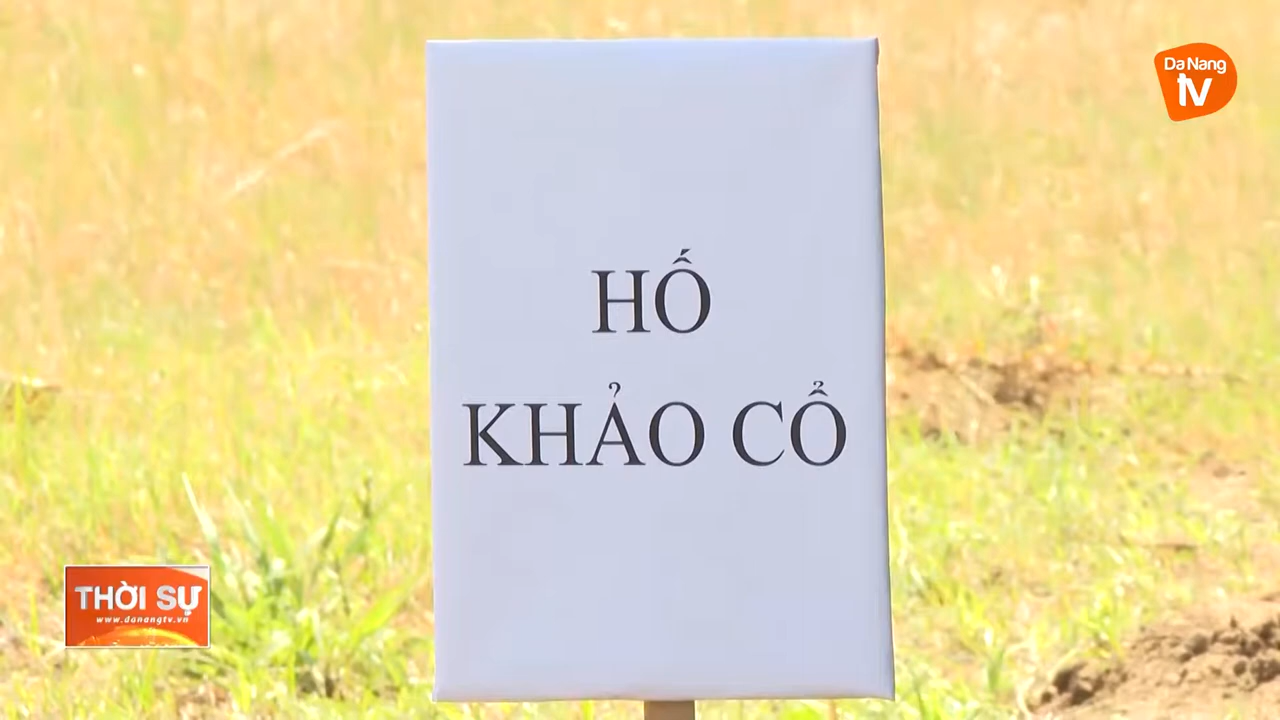 Da Nang
tv
HỐ
KHẢO CỔ
THỜI SỰ
www.danangtv.vn